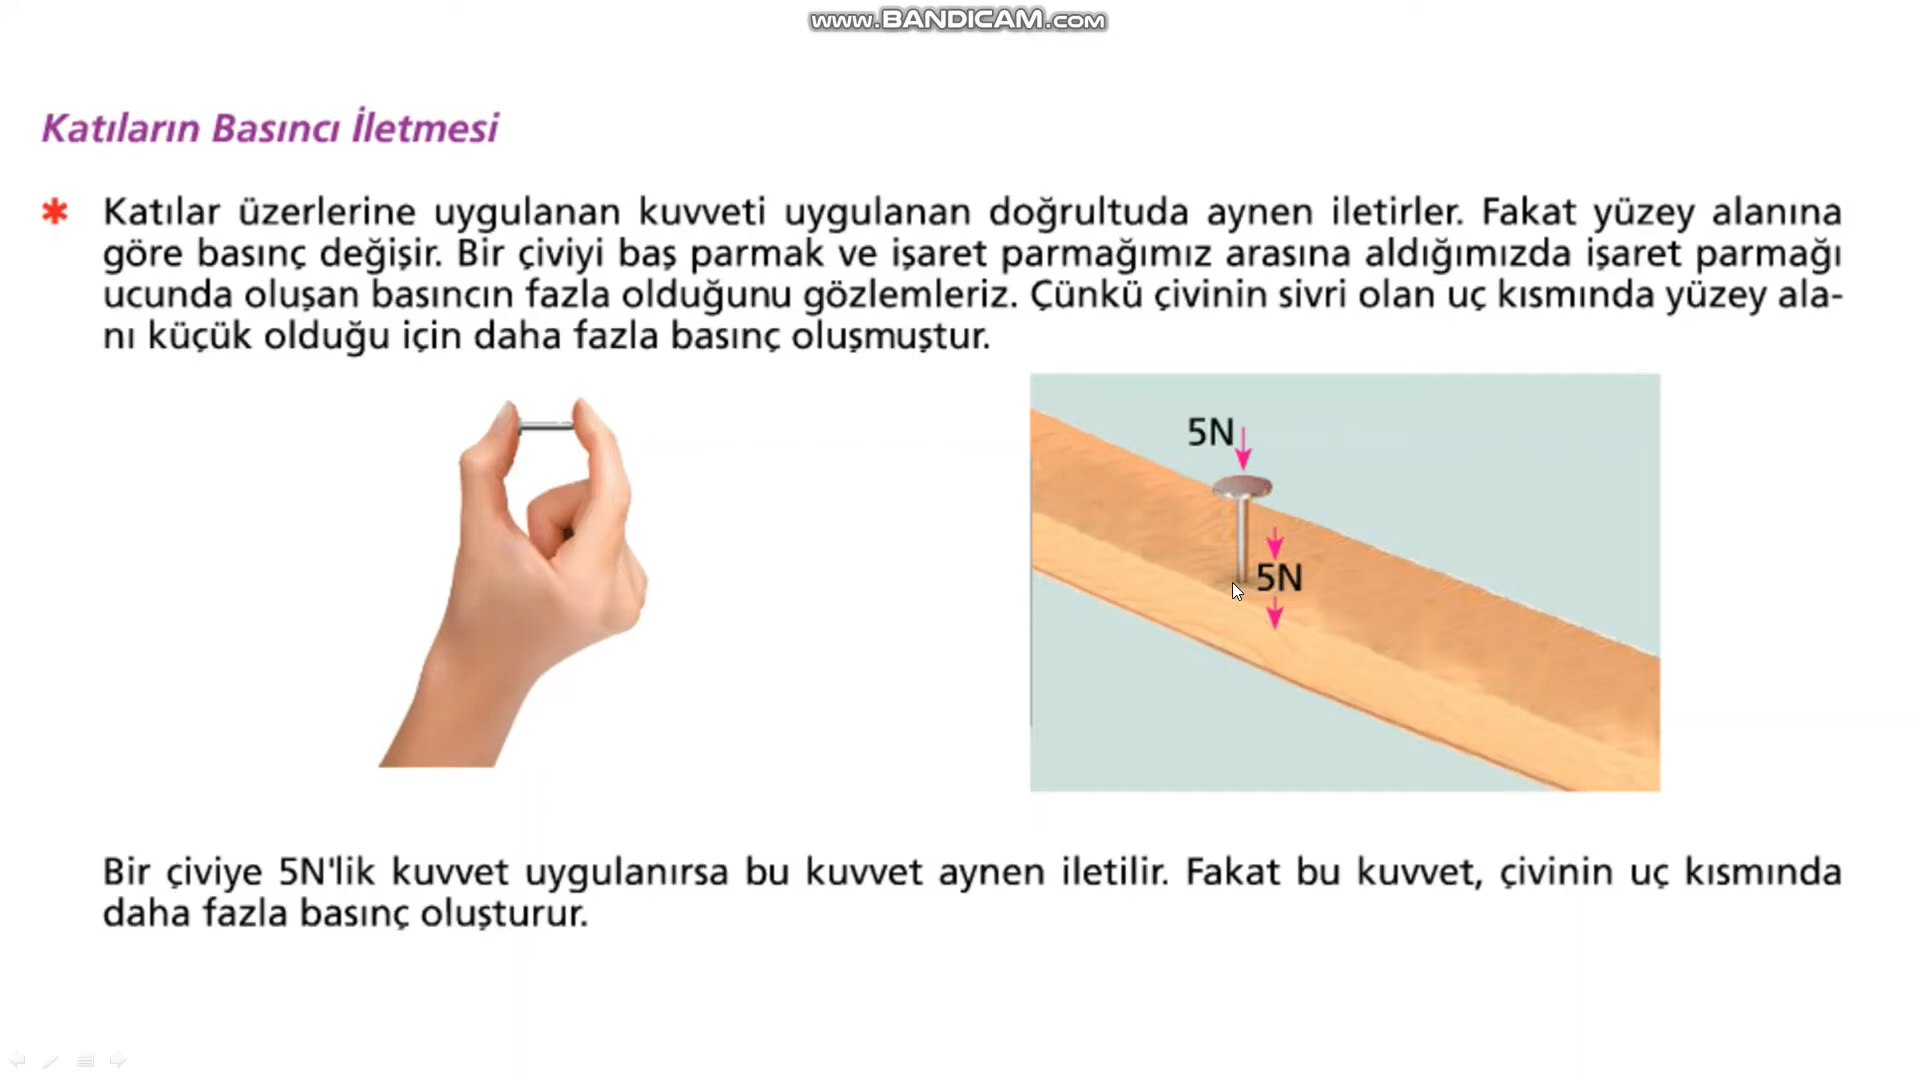 www.BANDICAM.com
Katıların Basıncı İletmesi
* Katılar üzerlerine uygulanan kuvveti uygulanan doğrultuda aynen iletirler. Fakat yüzey alanına
göre basınç değişir. Bir çiviyi baş parmak ve işaret parmağımız arasına aldığımızda işaret parmağı
ucunda oluşan basıncın fazla olduğunu gözlemleriz. Çünkü çivinin sivri olan uç kısmında yüzey ala-
nı küçük olduğu için daha fazla basınç oluşmuştur.
5N
5N
Bir çiviye 5N'lik kuvvet uygulanırsa bu kuvvet aynen iletilir. Fakat bu kuvvet, çivinin uç kısmında
daha fazla basınç oluşturur.